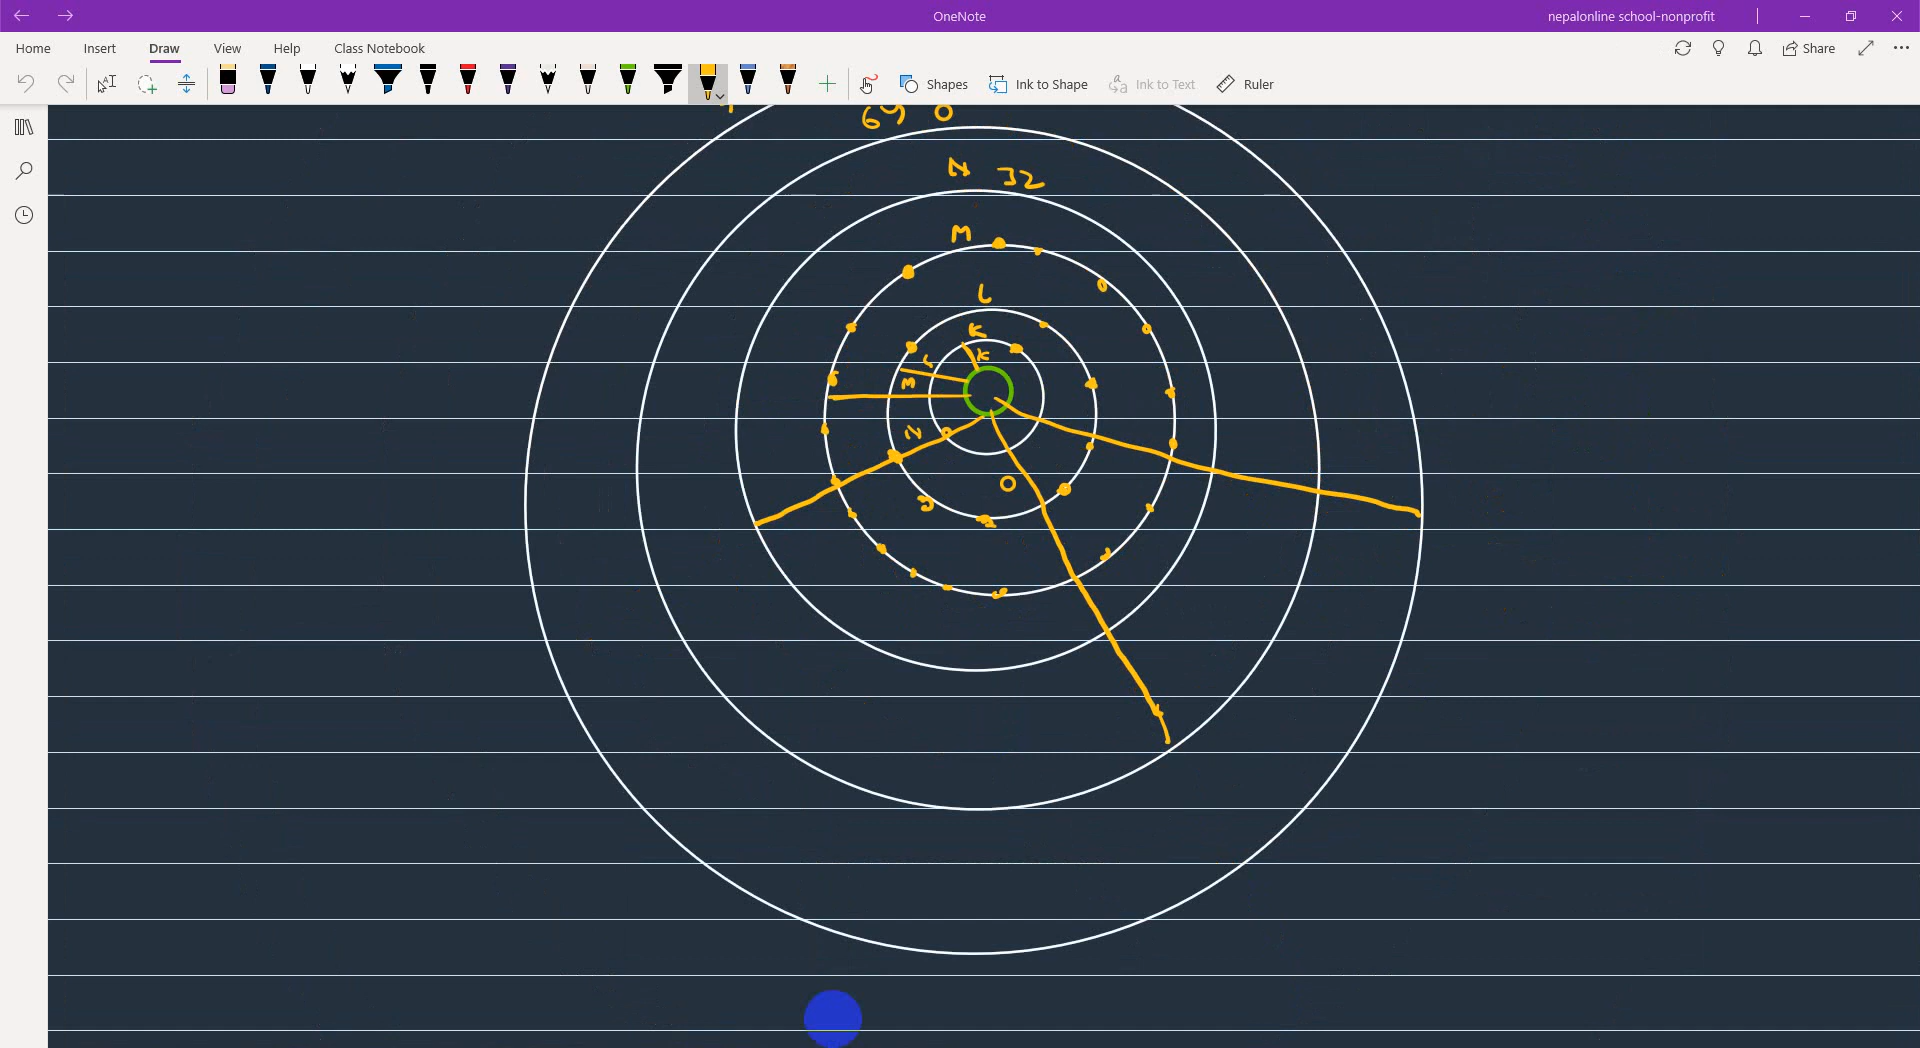 OneNote
nepalonline school-nonprofit
Home Insert Draw View Help Class Notebook
Share
Shapes Ink to Shape Ink to Text Ruler
69 0
N 32
M
L
K
K
L
M
N
O